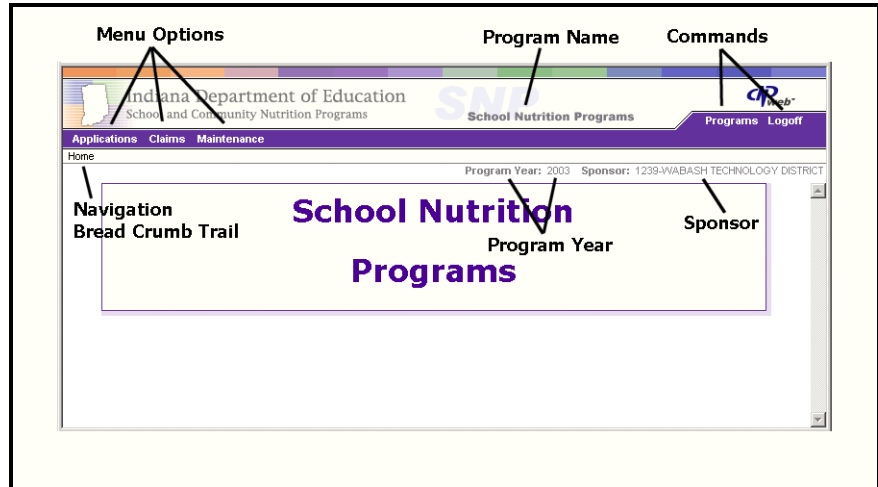 Menu Options
Program Name
Commands
Indiana Department of Education
School and Community Nutrition Programs
SNP
School Nutrition Programs
CNPweb
Programs Logoff
Applications Claims Maintenance
Home
Program Year: 2003 Sponsor: 1239-WABASH TECHNOLOGY DISTRICT
Navigation
Bread Crumb Trail
School Nutrition
Programs
Program Year
Sponsor